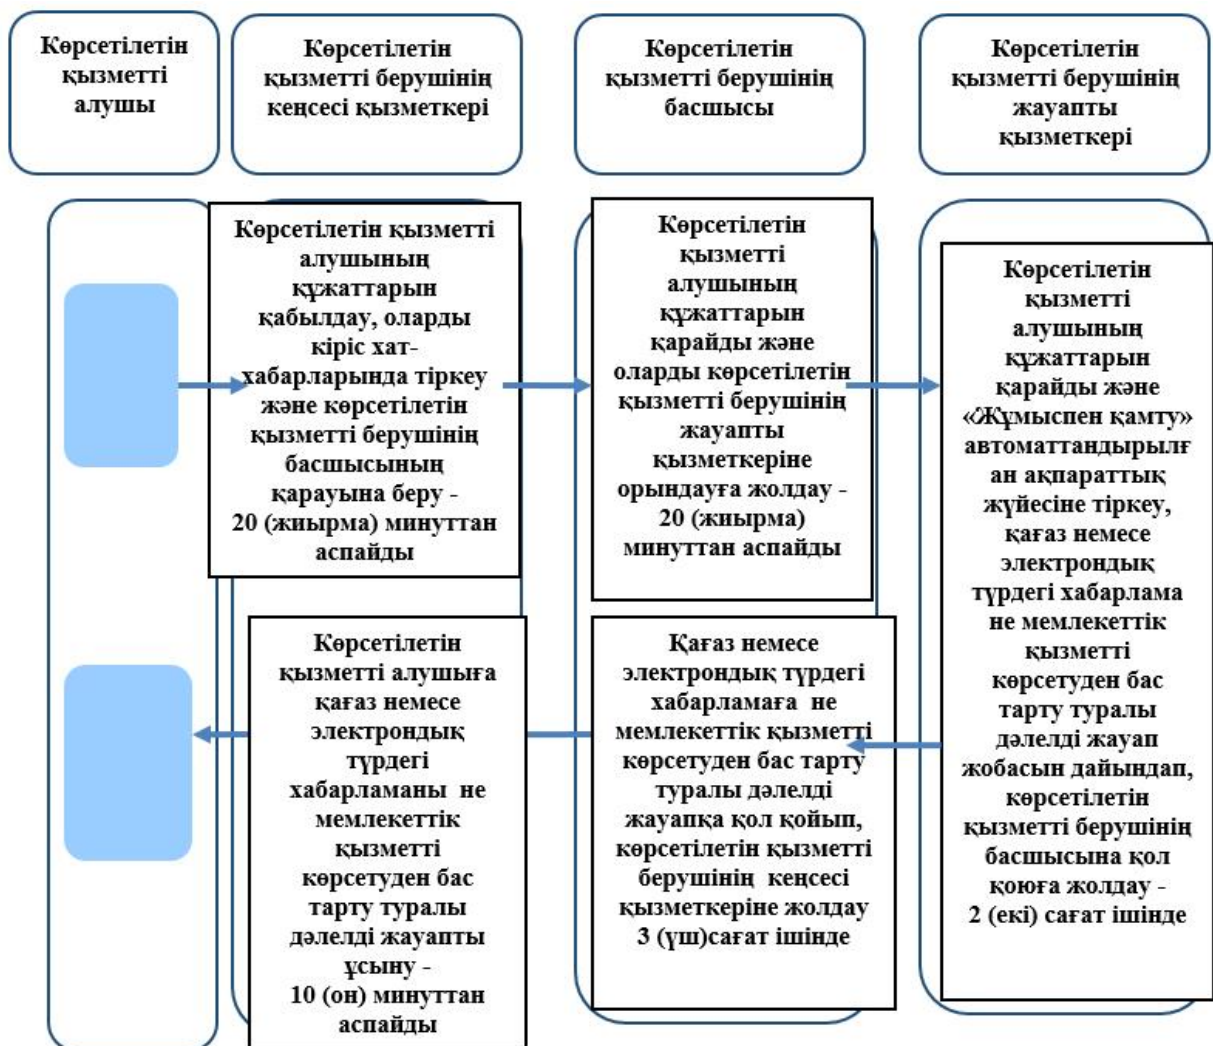 Көрсетілетін
қызметті
алушы
Көрсетілетін
қызметті берушінің
кеңсесі қызметкері
Көрсетілетін
қызметті берушінің
басшысы
Көрсетілетін
қызметті берушінің
жауапты
қызметкері
Көрсетілетін қызметті
алушының
құжаттарын
қабылдау, оларды
кіріс хат-
хабарларында тіркеу
және көрсетілетін
қызметті берушінің
басшысының
қарауына беру -
20 (жиырма) минуттан
аспайды
Көрсетілетін
қызметті
алушының
құжаттарын
қарайды және
оларды көрсетілетін
қызметті берушінің
жауапты
қызметкеріне
орындауға жолдау -
20 (жиырма)
минуттан аспайды
Көрсетілетін
қызметті
алушының
құжаттарын
қарайды және
«Жұмыспен қамту»
автоматтандырылғ
ан ақпараттық
жүйесіне тіркеу,
қағаз немесе
электрондық
түрдегі хабарлама
не мемлекеттік
қызметті
көрсетуден бас
тарту туралы
дәлелді жауап
жобасын дайындап,
көрсетілетін
қызметті берушінің
басшысына қол
қоюға жолдау -
2 (екі) сағат ішінде
Көрсетілетін
қызметті алушыға
қағаз немесе
электрондық
түрдегі
хабарламаны не
мемлекеттік
қызметті
көрсетуден бас
тарту туралы
дәлелді жауапты
ұсыну -
10 (он) минуттан
аспайды
Қағаз немесе
электрондық түрдегі
хабарламаға не
мемлекеттік қызметті
көрсетуден бас тарту
туралы дәлелді
жауапқа қол қойып,
көрсетілетін қызметті
берушінің кеңсесі
қызметкеріне жолдау
3 (үш)сағат ішінде